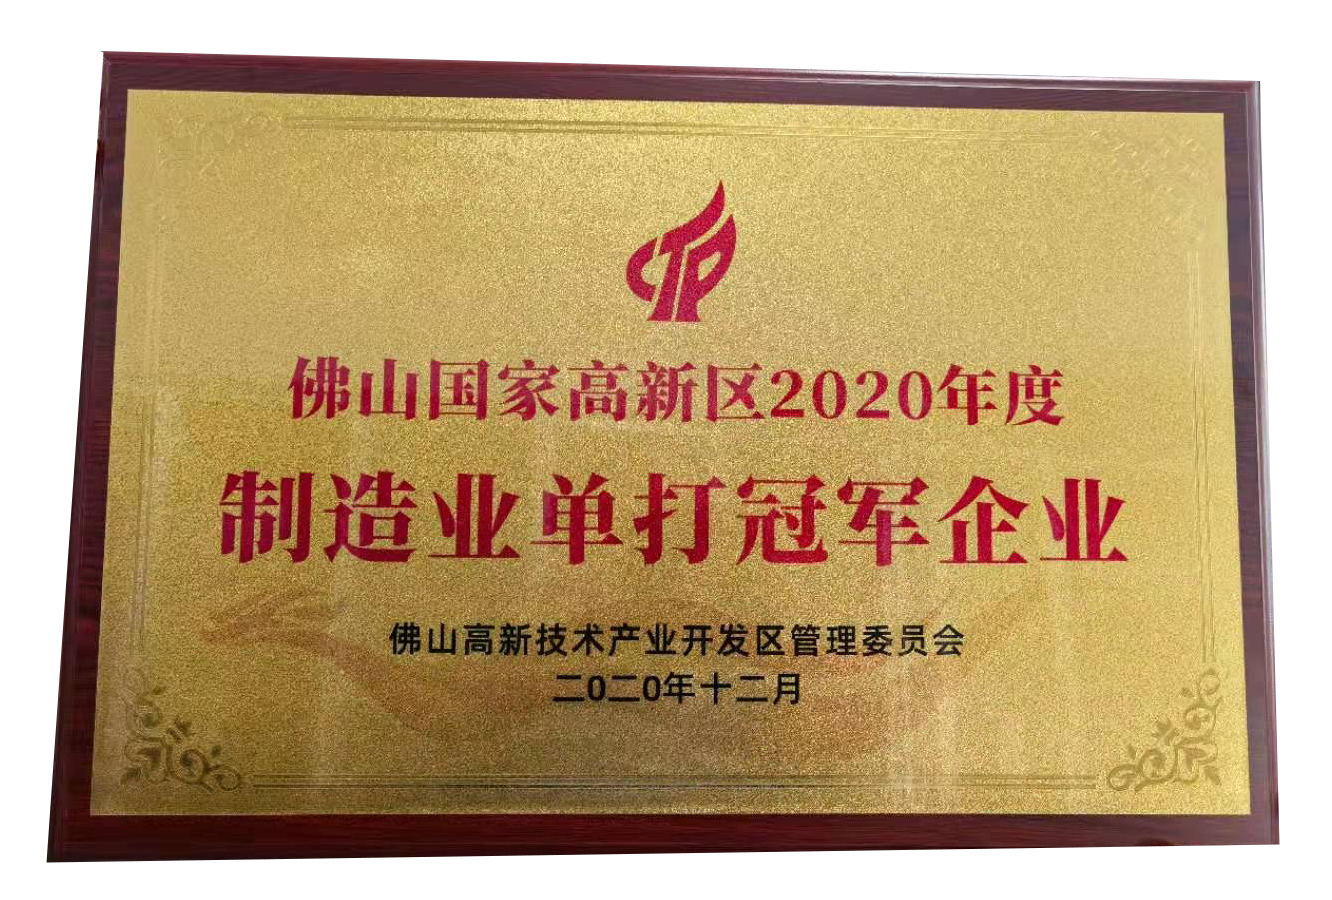 佛山国家高新区2020年度
制造业单打冠军企业
佛山高新技术产业开发区管理委员会
二0二0年十二月